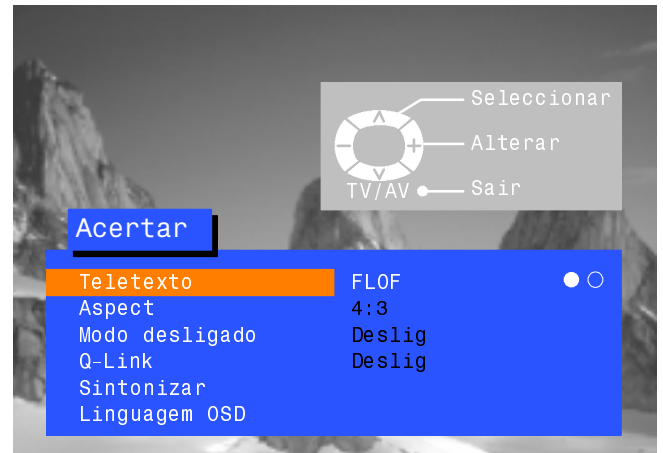 Seleccionar
Alterar
TV/AV Sair
Acertar
Teletexto FLOF
Aspect 4:3
Modo desligado Deslig
Q-Link Deslig
Sintonizar
Linguagem OSD